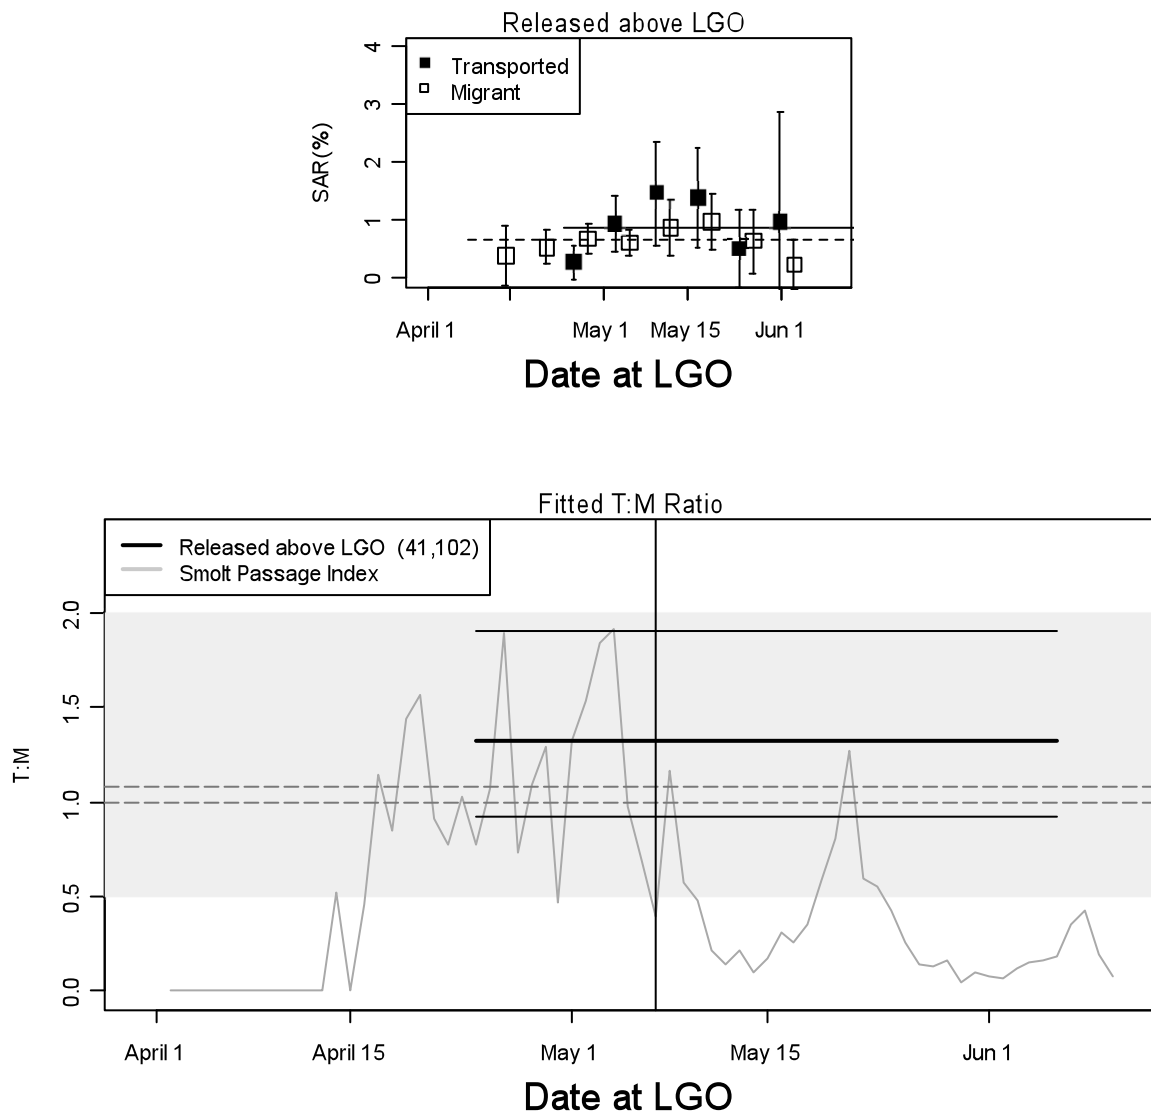 Released above LGO
4
3
2
1
0
SAR(%)
Transported
Migrant
April 1
May 1
May 15
Jun 1
Date at LGO
Fitted T:M Ratio
Released above LGO (41,102)
Smolt Passage Index
2.0
1.5
1.0
0.5
0.0
T:M
April 1
April 15
May 1
May 15
Jun 1
Date at LGO